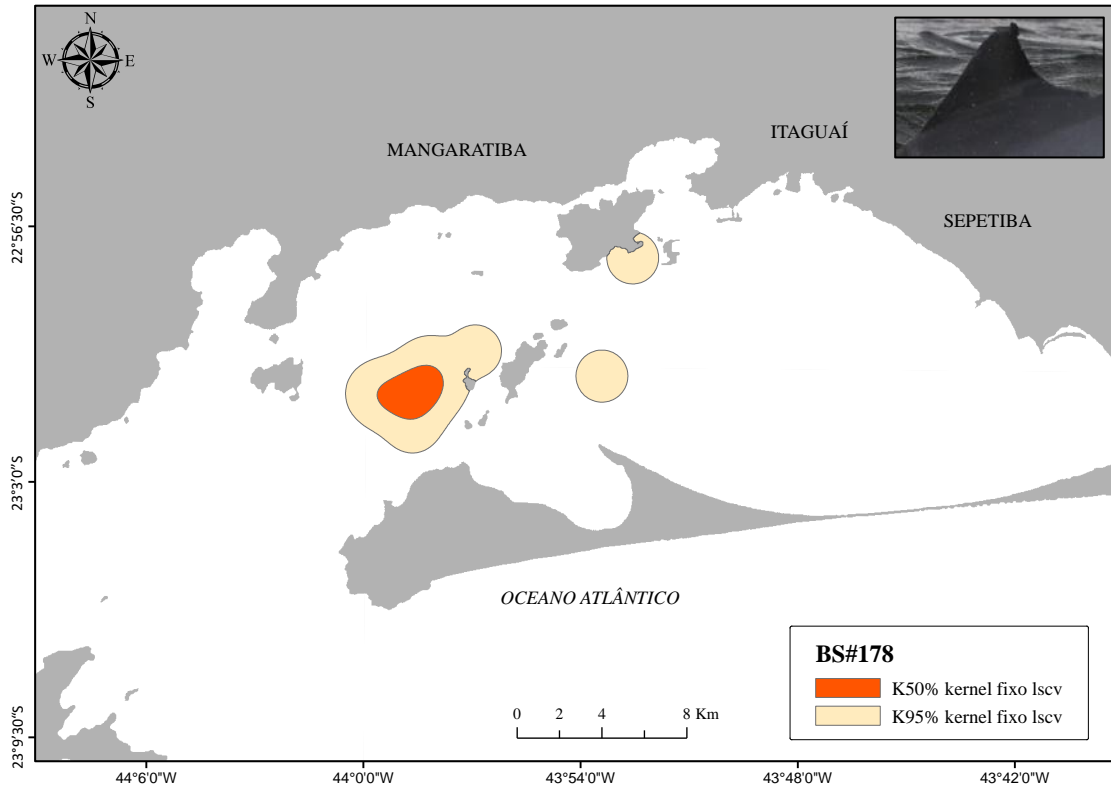 N
W E
S
MANGARATIBA
ITAGUAÍ
SEPETIBA
22°56'30"S
23°3'0"S
23°9'30"S
OCEANO ATLÂNTICO
BS#178
K50% kernel fixo lscv
K95% kernel fixo lscv
0 2 4 8 Km
44°6'0"W 44°0'0"W 43°54'0"W 43°48'0"W 43°42'0"W